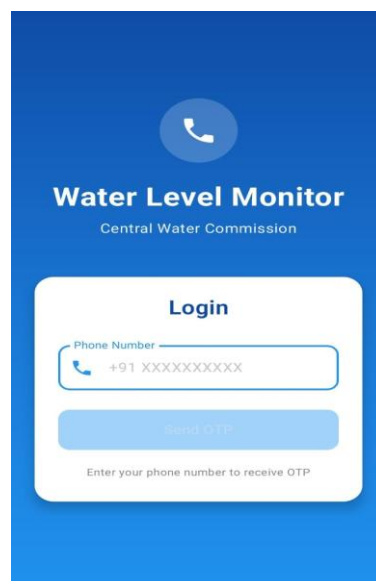 Water Level Monitor
Central Water Commission
Login
Phone Number
+91 XXXXXXXXXX
Send OTP
Enter your phone number to receive OTP